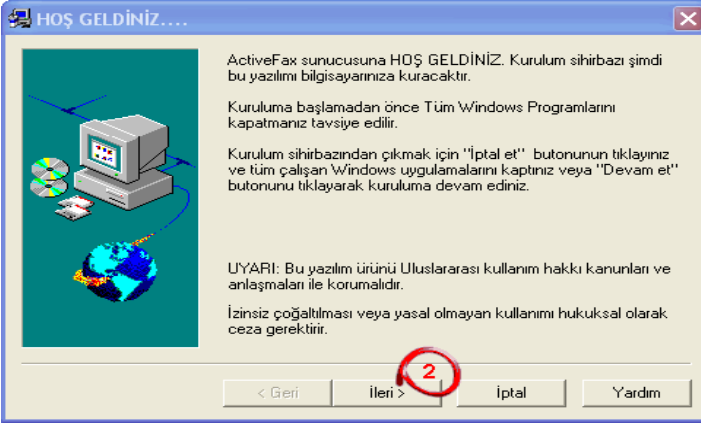 HOŞ GELDİNİZ....
ActiveFax sunucusuna HOŞ GELDİNİZ. Kurulum sihirbazı şimdi
bu yazılımı bilgisayarınıza kuracaktır.
Kuruluma başlamadan önce Tüm Windows Programlarını
kapatmanız tavsiye edilir.
Kurulum sihirbazından çıkmak için "İptal et" butonunun tıklayınız
ve tüm çalışan Windows uygulamalarını kaptınız veya "Devam et"
butonunu tıklayarak kuruluma devam ediniz.
UYARI: Bu yazılım ürünü Uluslararası kullanım hakkı kanunları ve
anlaşmaları ile korumalıdır.
İzinsiz çoğaltılması veya yasal olmayan kullanımı hukuksal olarak
ceza gerektirir.
2
< Geri İleri > İptal Yardım